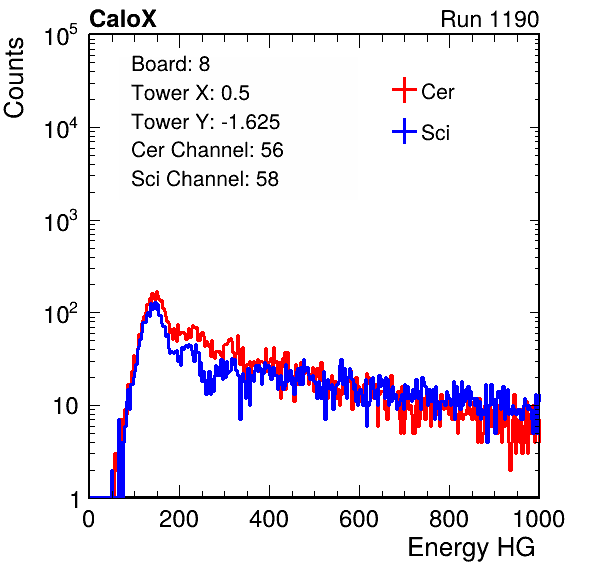 CaloX Run 1190
Counts
Board: 8
Tower X: 0.5
Tower Y: -1.625
Cer Channel: 56
Sci Channel: 58
Cer
Sci
10^5
10^4
10^3
10^2
10
1
0 200 400 600 800 1000
Energy HG